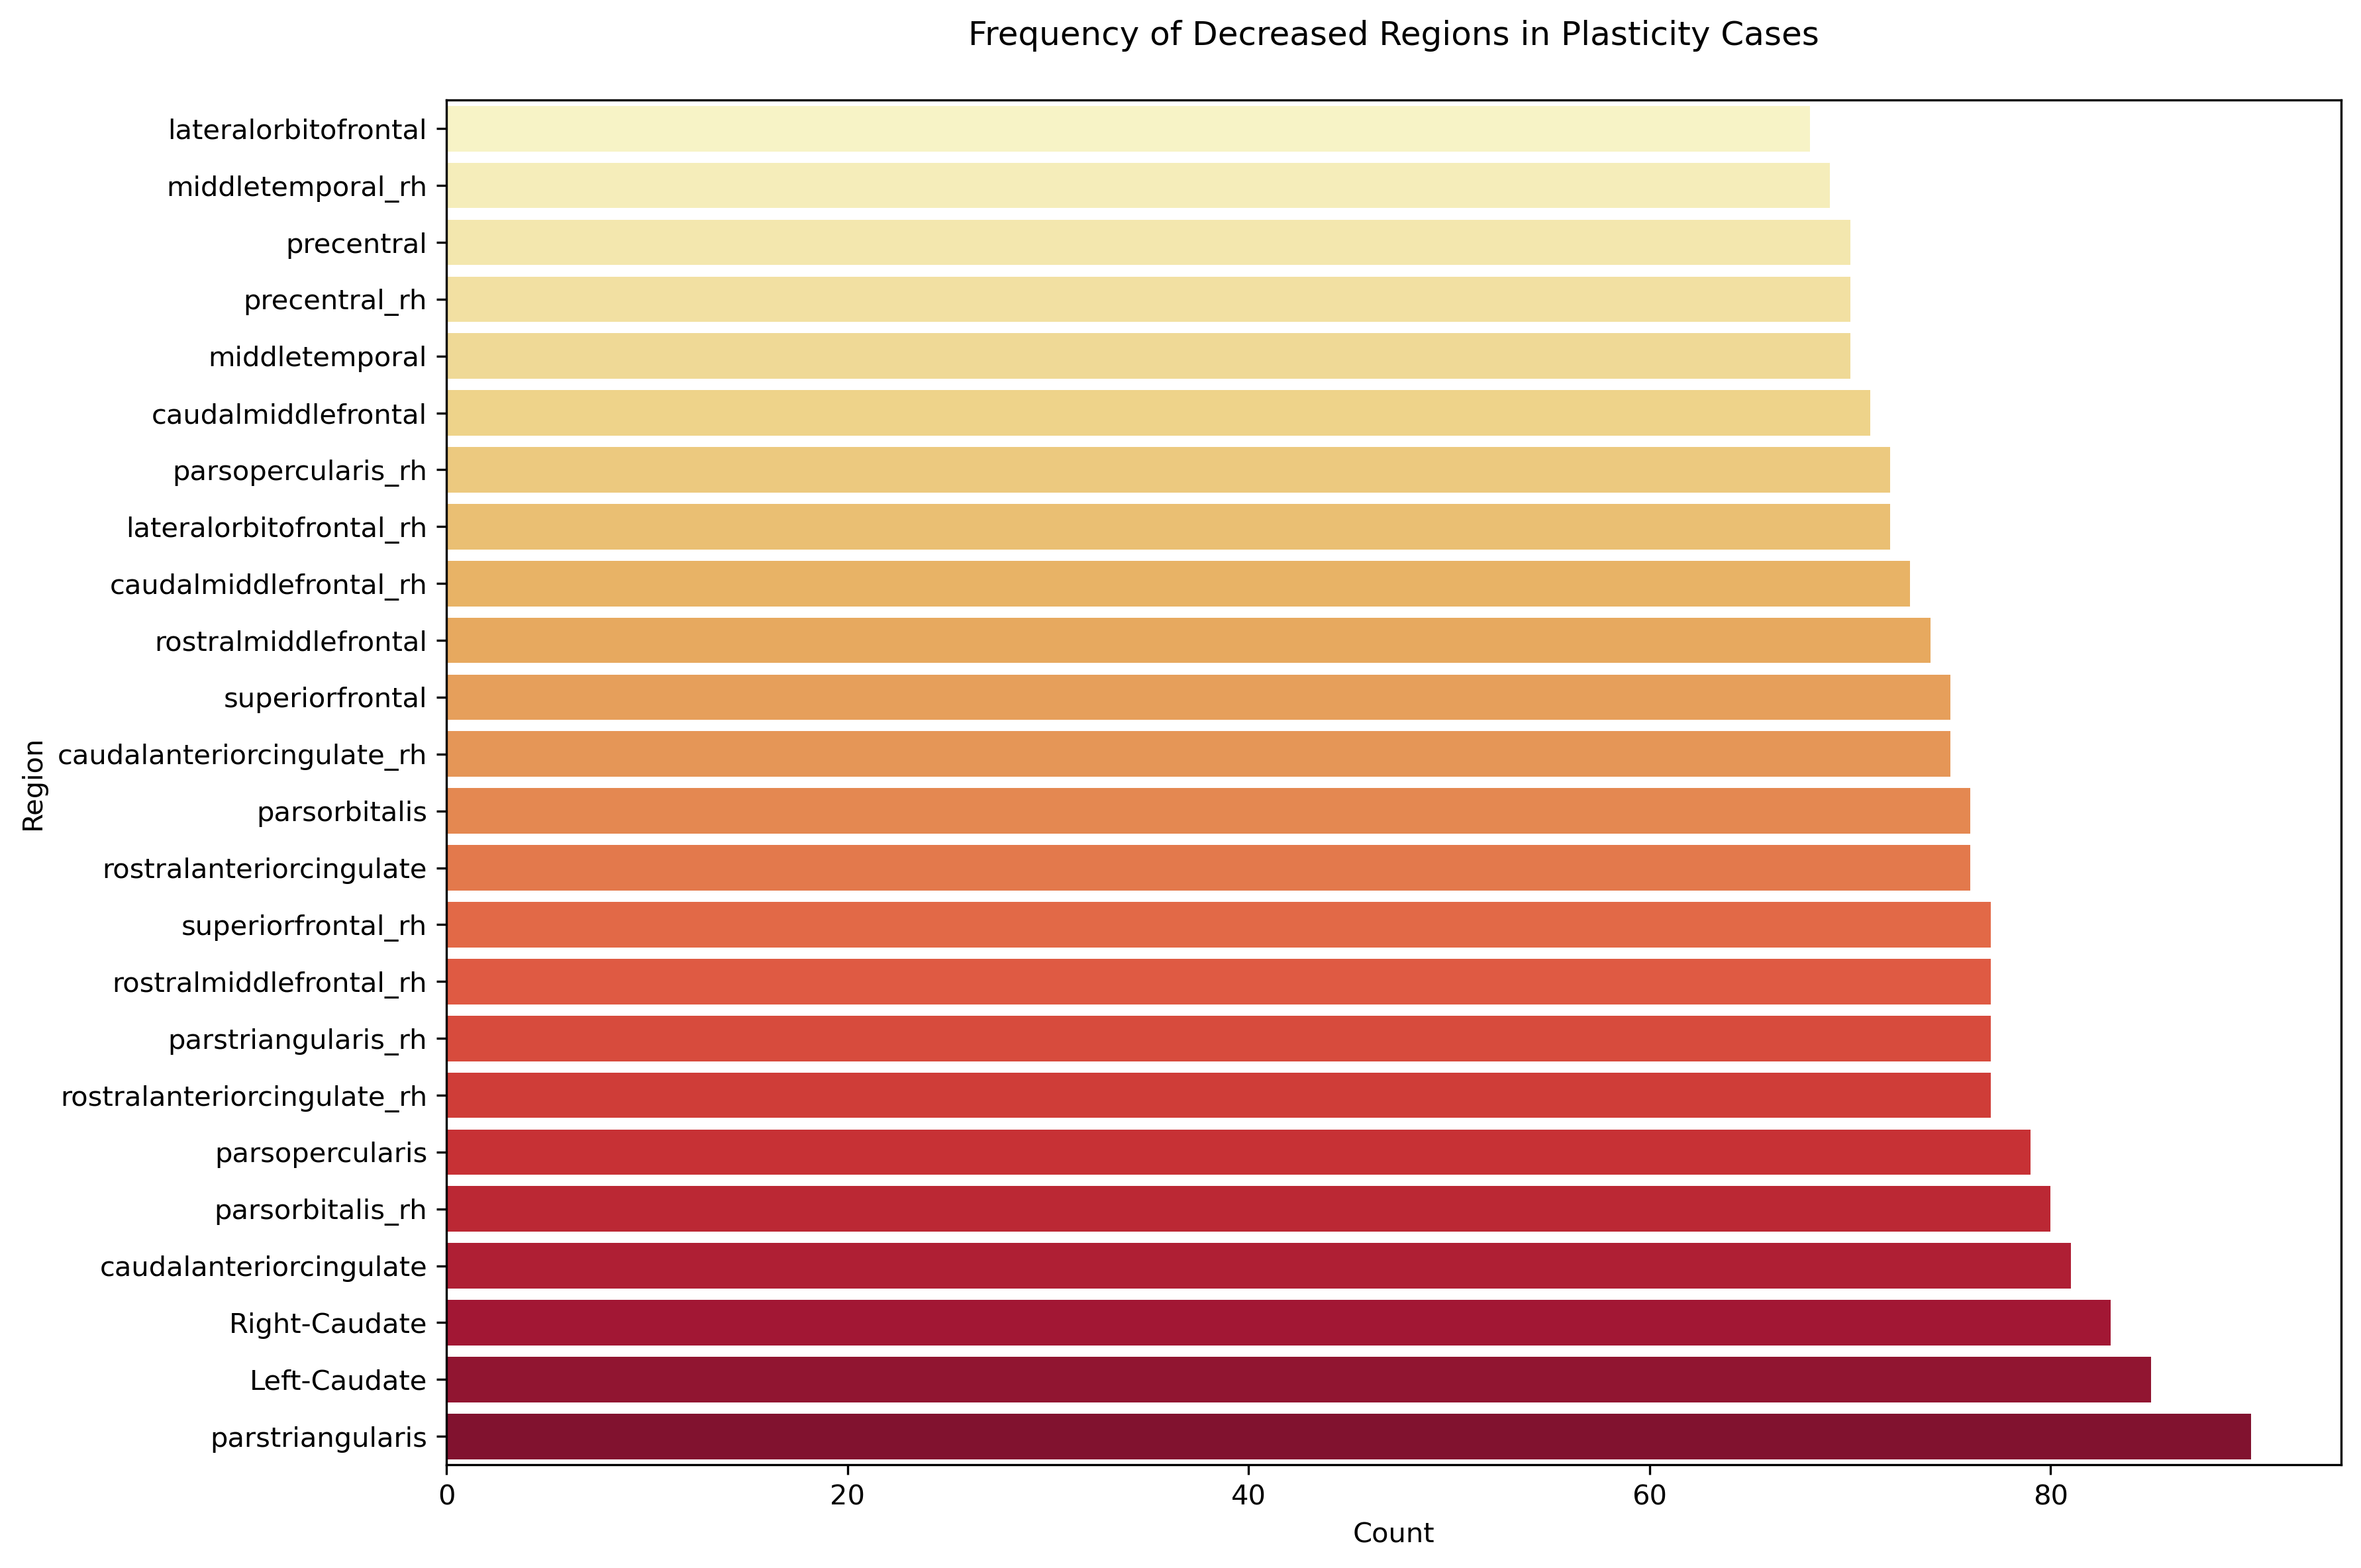 Frequency of Decreased Regions in Plasticity Cases
lateralorbitofrontal
middletemporal_rh
precentral
precentral_rh
middletemporal
caudalmiddlefrontal
parsopercularis_rh
lateralorbitofrontal_rh
caudalmiddlefrontal_rh
rostralmiddlefrontal
superiorfrontal
caudalanteriorcingulate_rh
parsorbitalis
rostralanteriorcingulate
superiorfrontal_rh
rostralmiddlefrontal_rh
parstriangularis_rh
rostralanteriorcingulate_rh
parsopercularis
parsorbitalis_rh
caudalanteriorcingulate
Right-Caudate
Left-Caudate
parstriangularis
Region
0 20 40 60 80
Count